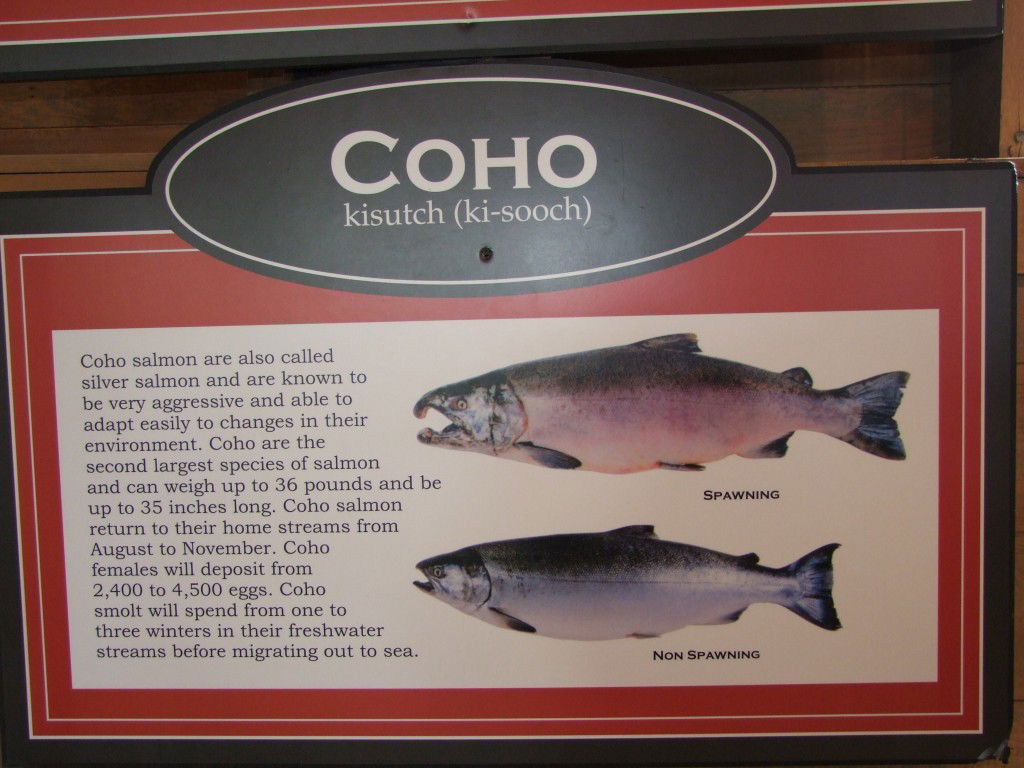 COHO
kisutch (ki-sooch)
Coho salmon are also called
silver salmon and are known to
be very aggressive and able to
adapt easily to changes in their
environment. Coho are the
second largest species of salmon
and can weigh up to 36 pounds and be
up to 35 inches long. Coho salmon
return to their home streams from
August to November. Coho
females will deposit from
2,400 to 4,500 eggs. Coho
smolt will spend from one to
three winters in their freshwater
streams before migrating out to sea.
SPAWNING
NON SPAWNING